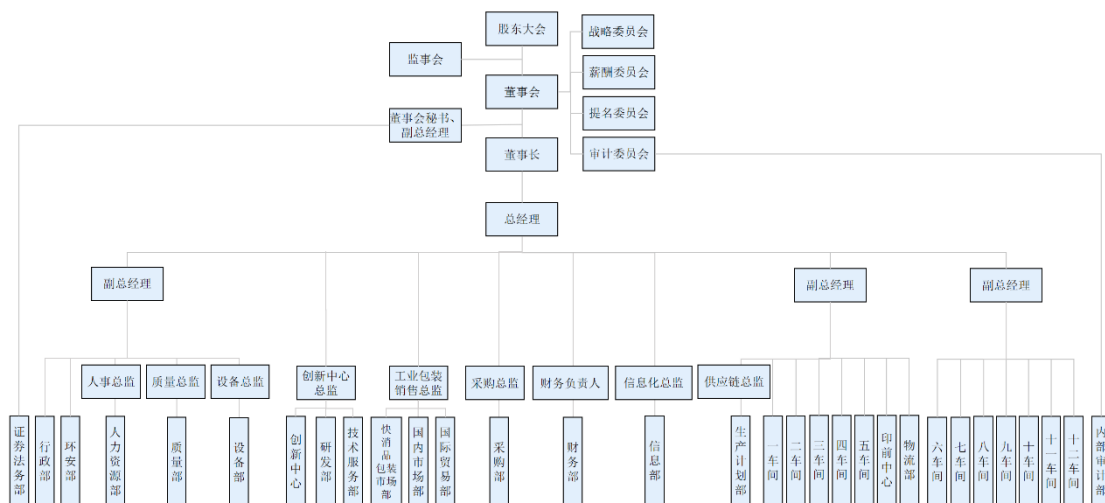 股东大会
战略委员会
监事会
薪酬委员会
董事会
提名委员会
董事会秘书、
副总经理
董事长
审计委员会
总经理
副总经理
副总经理
副总经理
人事总监
质量总监
设备总监
创新中心
总监
工业包装
销售总监
采购总监
财务负责人
信息化总监
供应链总监
证券法务部
行政部
环安部
人力资源部
质量部
设备部
创新中心
研发部
技术服务部
快消品
包装
市场部
国内市场部
国际贸易部
采购部
财务部
信息部
生产计划部
一车间
二车间
三车间
四车间
五车间
印前中心
物流部
六车间
七车间
八车间
九车间
十车间
十一车间
十二车间
内部审计部